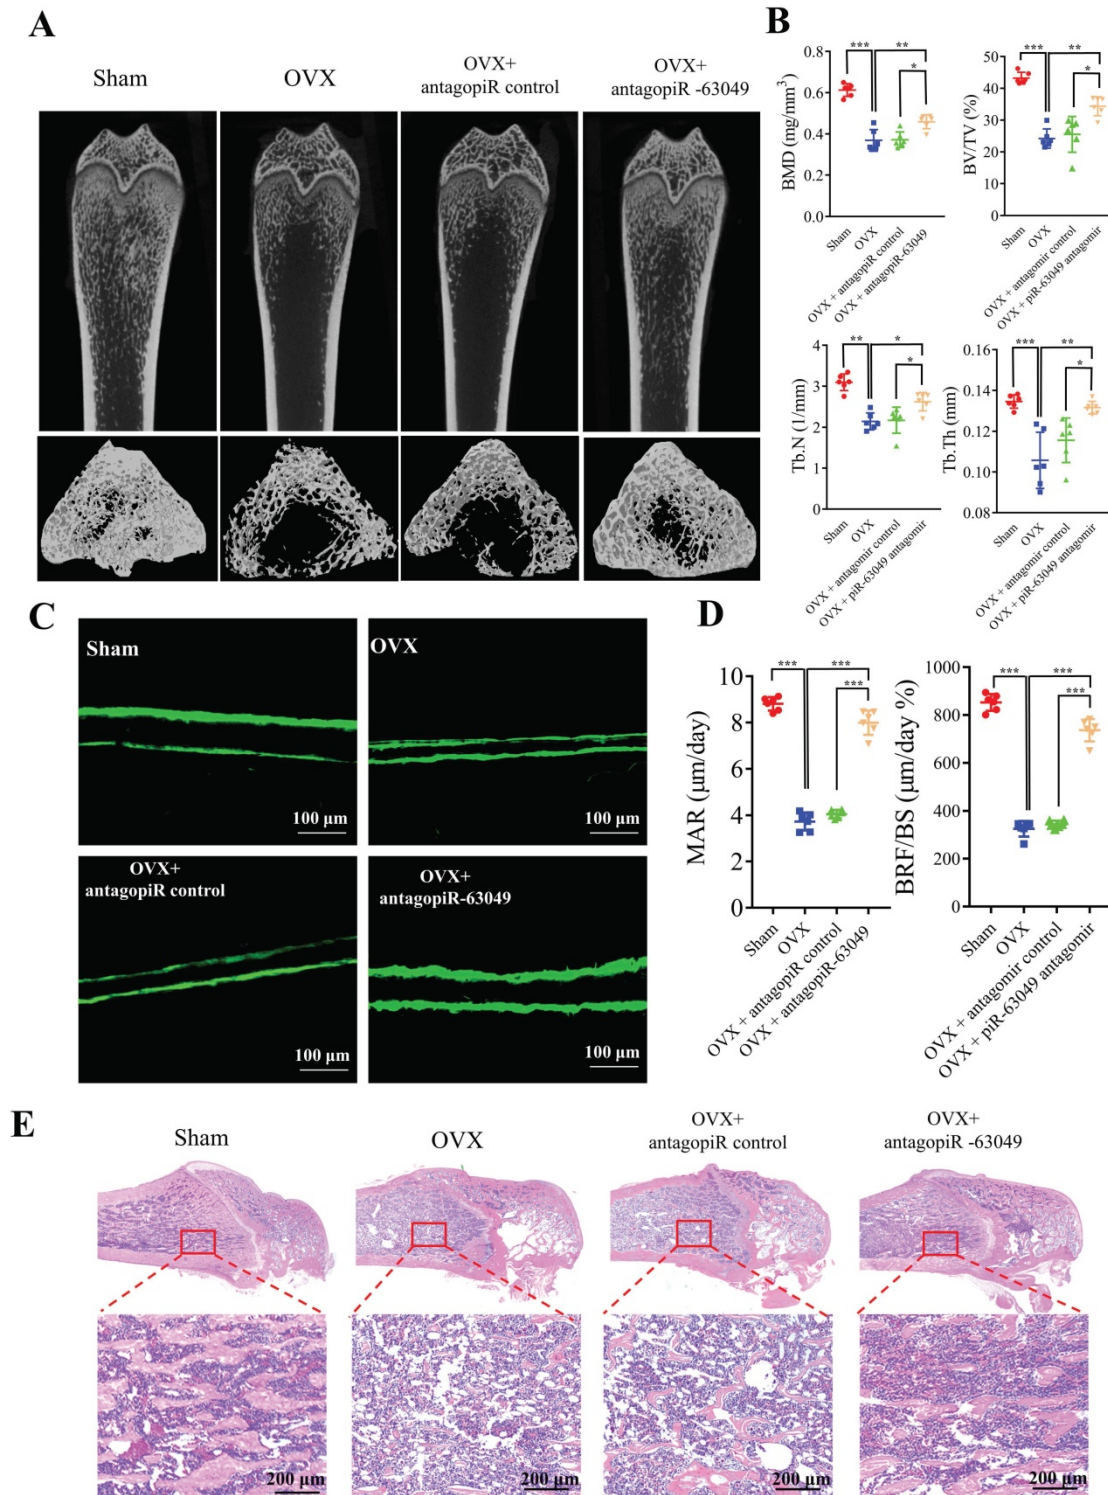 A
Sham
OVX
OVX+
antagopiR control
OVX+
antagopiR -63049
B
BMD (mg/mm³)
0.8
0.6
0.4
0.2
0.0
***
**
*
Sham
OVX
OVX + antagopiR control
OVX + antagopiR-63049
BV/TV (%)
50
40
30
20
10
0
***
**
*
Sham
OVX
OVX + antagomir control
OVX + piR-63049 antagomir
Tb.N (1/mm)
4
3
2
1
0
**
*
*
Sham
OVX
OVX + antagomir control
OVX + piR-63049 antagomir
Tb.Th (mm)
0.16
0.14
0.12
0.10
0.08
***
**
*
Sham
OVX
OVX + antagomir control
OVX + piR-63049 antagomir
C
Sham
100 μm
OVX
100 μm
OVX+
antagopiR control
100 μm
OVX+
antagopiR-63049
100 μm
D
MAR (μm/day)
10
8
6
4
2
0
***
***
***
Sham
OVX
OVX + antagopiR control
OVX + antagopiR-63049
BRF/BS (μm/day %)
1000
800
600
400
200
0
***
***
***
Sham
OVX
OVX + antagomir control
OVX + piR-63049 antagomir
E
Sham
OVX
OVX+
antagopiR control
OVX+
antagopiR -63049
200 μm
200 μm
200 μm
200 μm